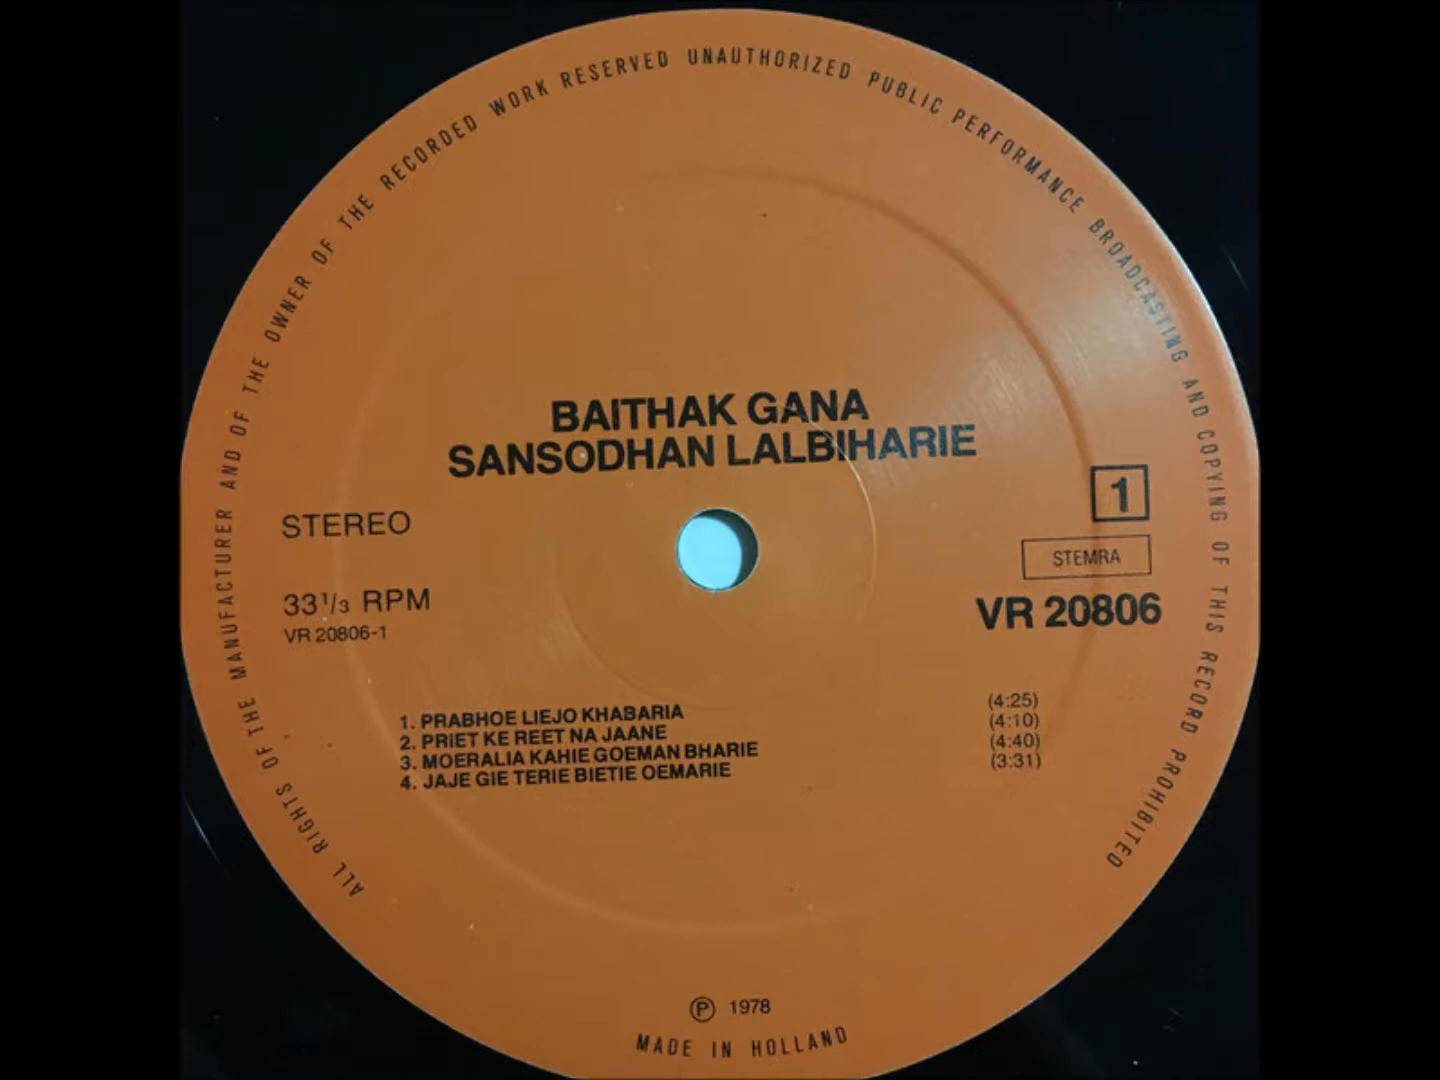 ALL RIGHTS OF THE MANUFACTURER AND OF THE OWNER OF THE RECORDED WORK RESERVED UNAUTHORIZED PUBLIC PERFORMANCE BROADCASTING AND COPYING OF THIS RECORD PROHIBITED
BAITHAK GANA
SANSODHAN LALBIHARIE
STEREO
1
STEMRA
33 1/3 RPM
VR 20806-1
VR 20806
1. PRABHOE LIEJO KHABARIA (4:25)
2. PRIET KE REET NA JAANE (4:10)
3. MOERALIA KAHIE GOEMAN BHARIE (4:40)
4. JAJE GIE TERIE BIETIE OEMARIE (3:31)
Ⓟ 1978
MADE IN HOLLAND